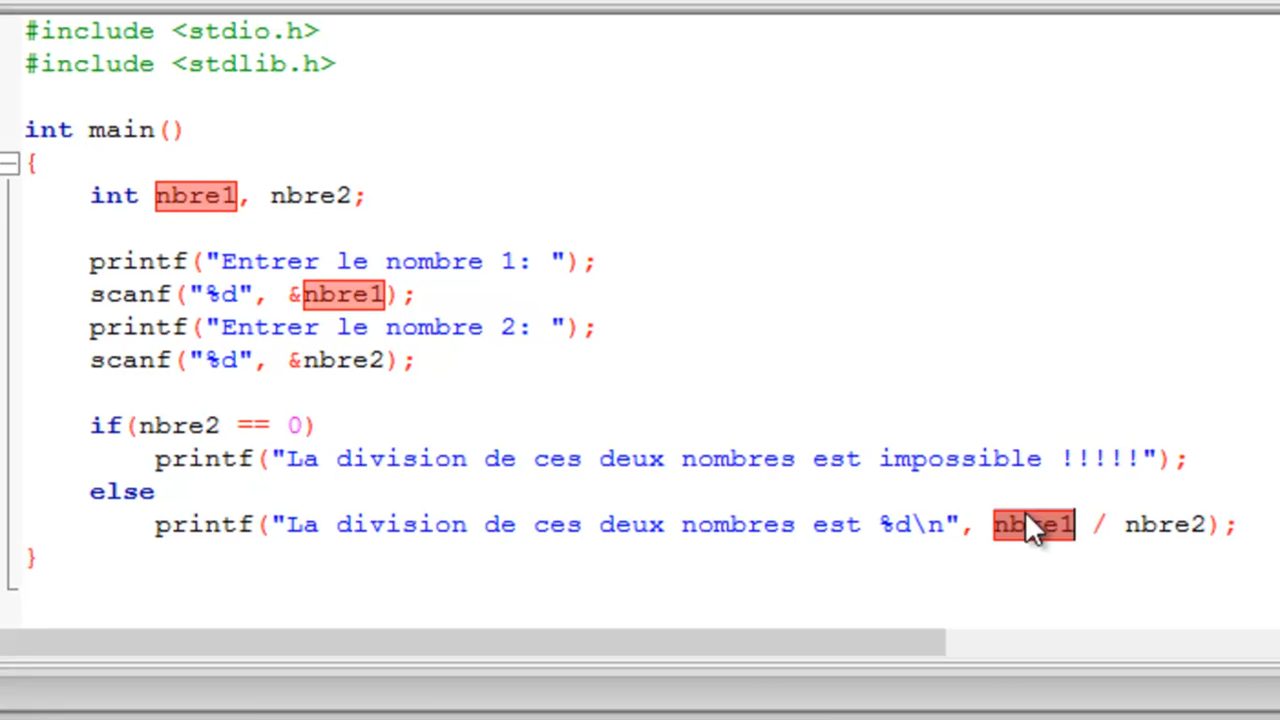 #include <stdio.h>
#include <stdlib.h>
int main()
{
int nbre1, nbre2;
printf("Entrer le nombre 1: ");
scanf("%d", &nbre1);
printf("Entrer le nombre 2: ");
scanf("%d", &nbre2);
if(nbre2 == 0)
printf("La division de ces deux nombres est impossible !!!!!");
else
printf("La division de ces deux nombres est %d\n", nbre1 / nbre2);
}